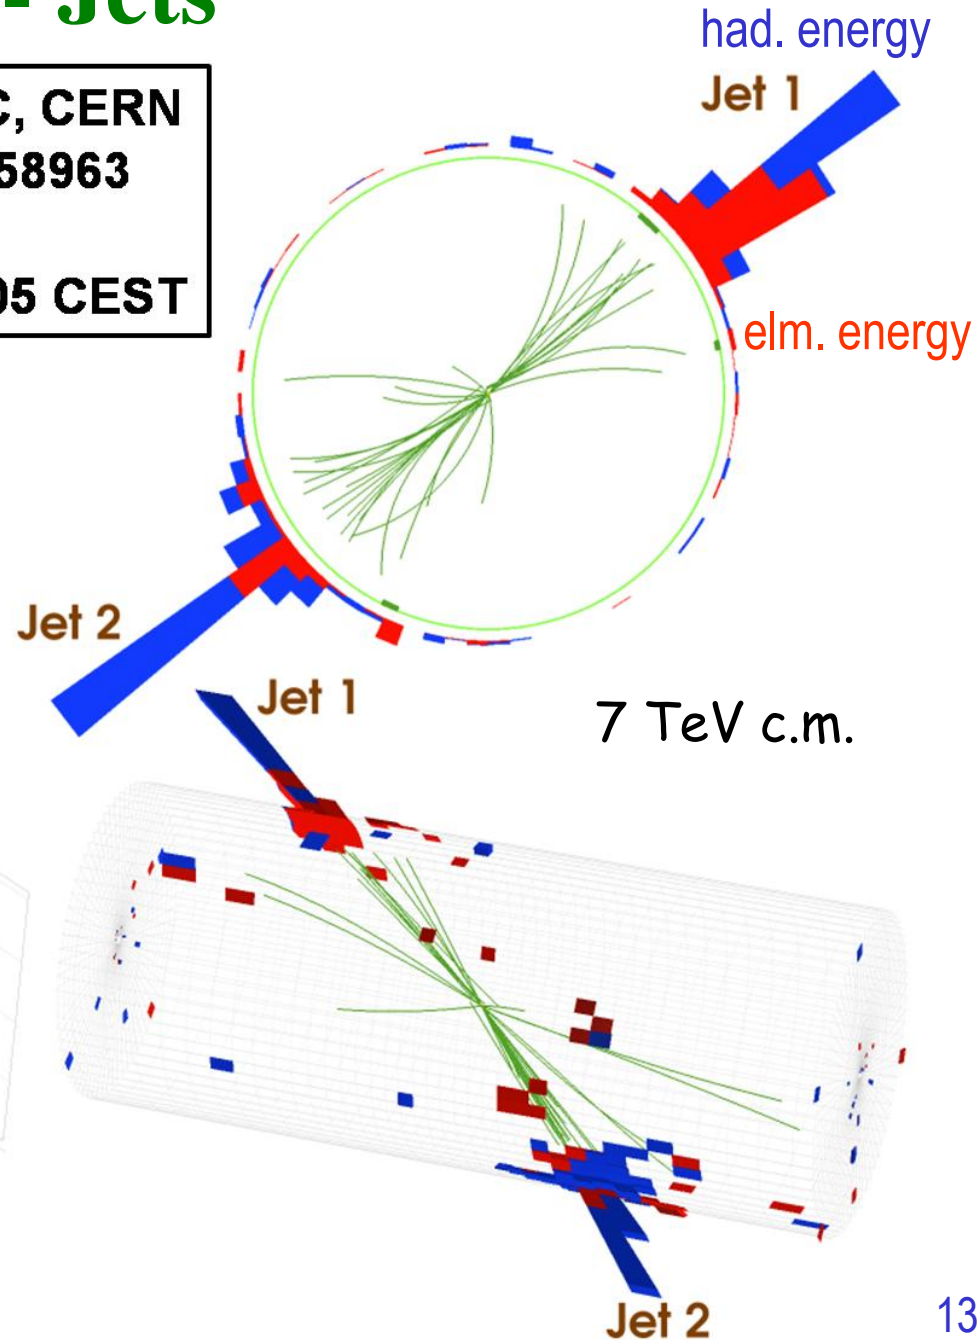 - Jets
had. energy
C, CERN
58963
05 CEST
Jet 1
elm. energy
Jet 2
Jet 1
7 TeV c.m.
Jet 2
13